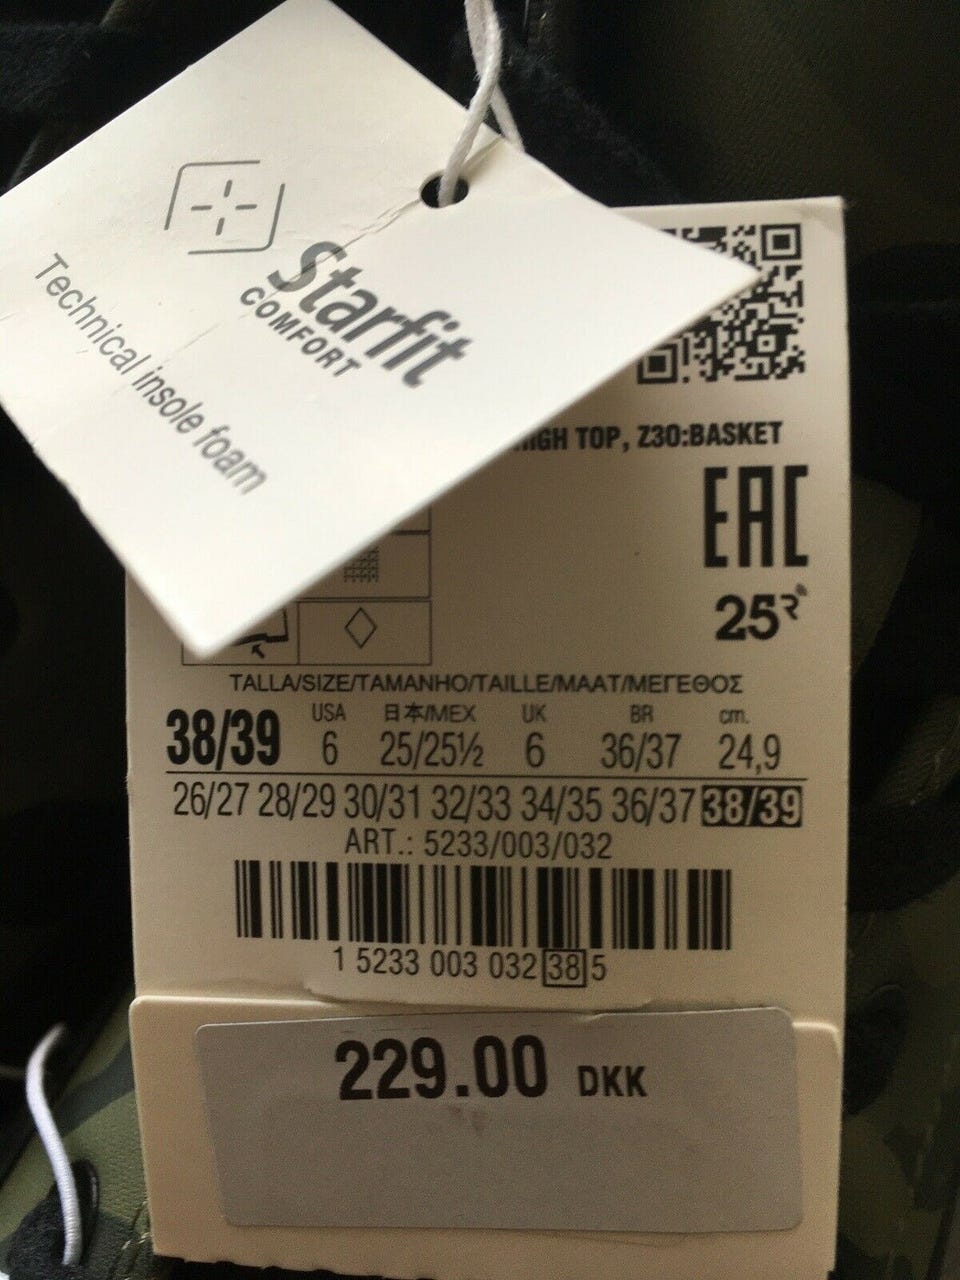 Starfit
COMFORT
Technical insole foam
TOP, Z30:BASKET
EAC
25
TALLA/SIZE/TAMANHO/TAILLE/MAAT/ΜΕΓΕΘΟΣ
USA 日本/MEX UK BR cm.
38/39 6 25/25½ 6 36/37 24,9
26/27 28/29 30/31 32/33 34/35 36/37 38/39
ART.: 5233/003/032
1 5233 003 032 38 5
229.00 DKK